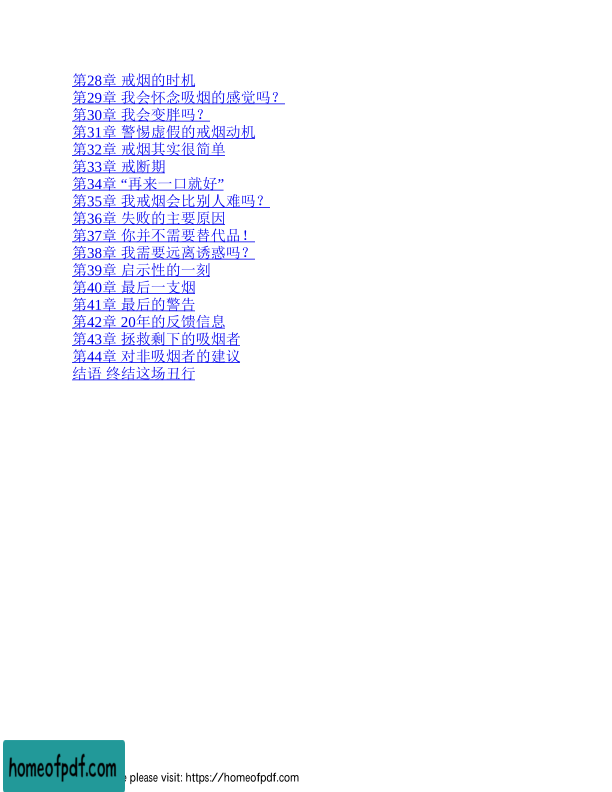 第28章 戒烟的时机
第29章 我会怀念吸烟的感觉吗？
第30章 我会变胖吗？
第31章 警惕虚假的戒烟动机
第32章 戒烟其实很简单
第33章 戒断期
第34章 “再来一口就好”
第35章 我戒烟会比别人难吗？
第36章 失败的主要原因
第37章 你并不需要替代品！
第38章 我需要远离诱惑吗？
第39章 启示性的一刻
第40章 最后一支烟
第41章 最后的警告
第42章 20年的反馈信息
第43章 拯救剩下的吸烟者
第44章 对非吸烟者的建议
结语 终结这场丑行
homeofpdf.com
please visit: https://homeofpdf.com